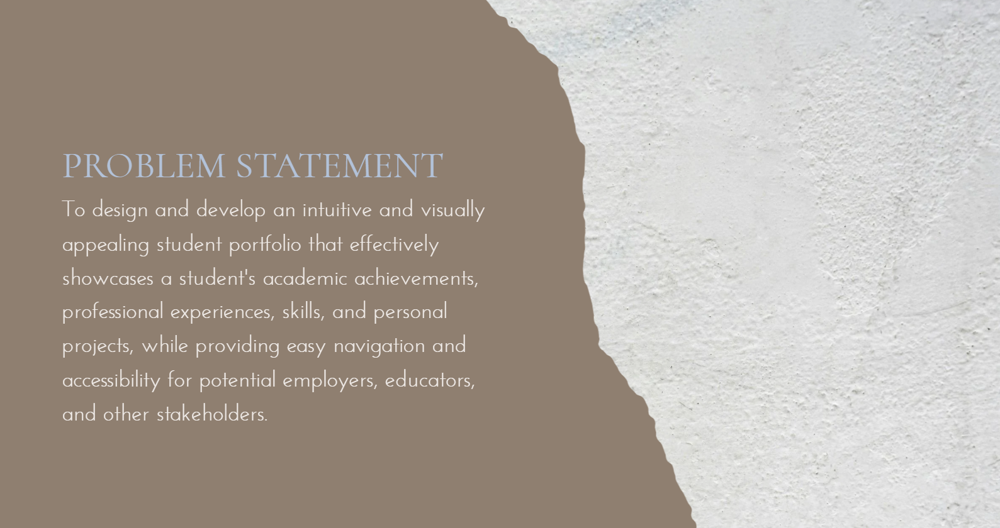 PROBLEM STATEMENT
To design and develop an intuitive and visually
appealing student portfolio that effectively
showcases a student's academic achievements,
professional experiences, skills, and personal
projects, while providing easy navigation and
accessibility for potential employers, educators,
and other stakeholders.